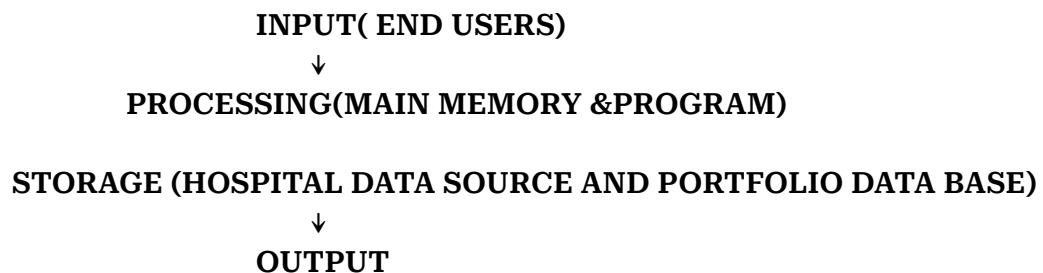 INPUT( END USERS)
↓
PROCESSING(MAIN MEMORY &PROGRAM)
STORAGE (HOSPITAL DATA SOURCE AND PORTFOLIO DATA BASE)
↓
OUTPUT